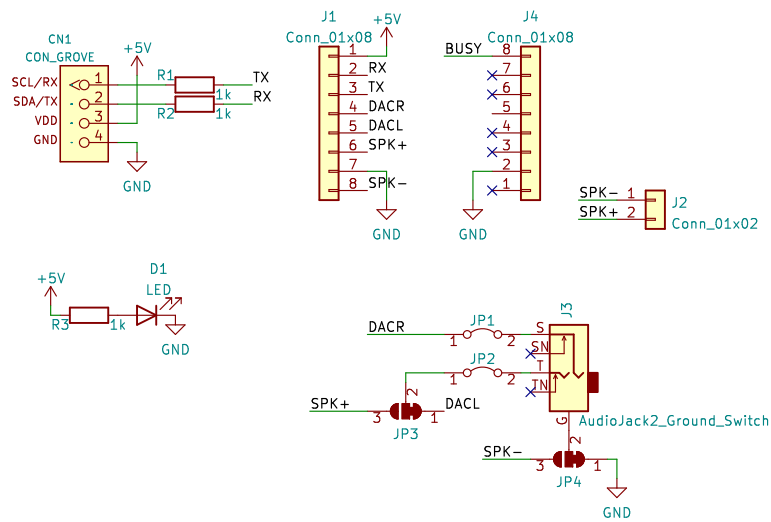 CN1
CON_GROVE
SCL/RX
1
SDA/TX
2
VDD
3
GND
4
+5V
R1
1k
TX
R2
1k
RX
GND
J1
Conn_01x08
+5V
1
2 RX
3 TX
4 DACR
5 DACL
6 SPK+
7
8 SPK-
GND
J4
Conn_01x08
BUSY 8
7
6
5
4
3
2
1
GND
SPK- 1
SPK+ 2
J2
Conn_01x02
+5V
R3 1k
D1
LED
GND
DACR
JP1
1 2
S
SN
J3
JP2
1 2
T
TN
SPK+ 3
2
1 DACL
JP3
G
AudioJack2_Ground_Switch
SPK- 3
2
1
JP4
GND